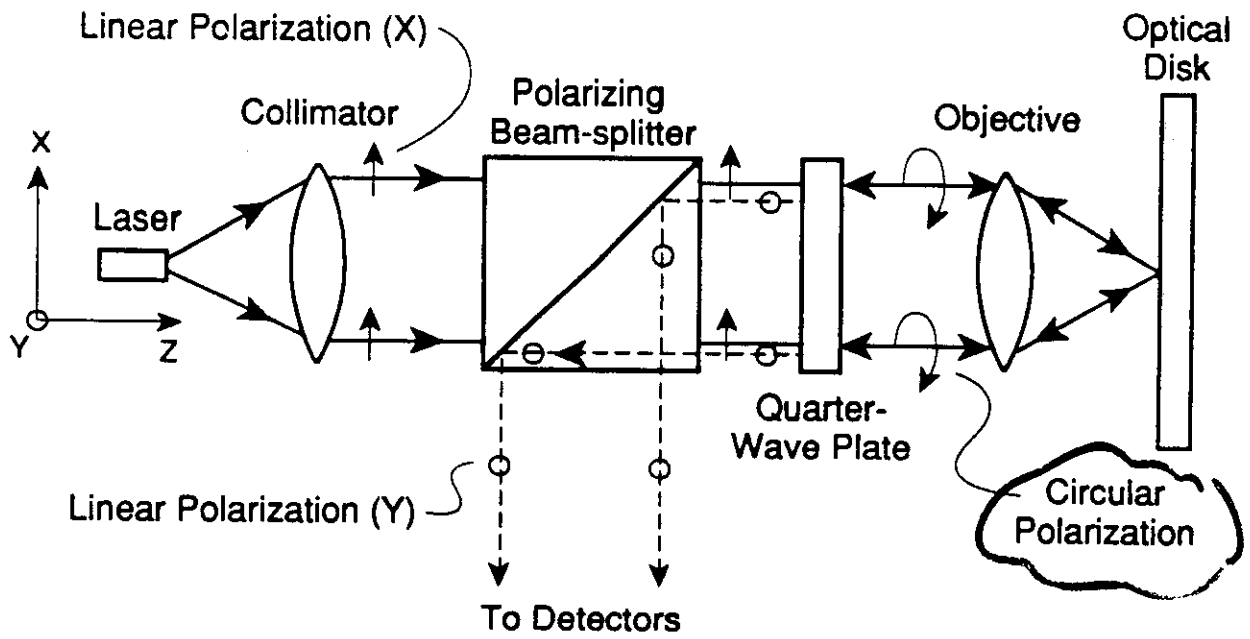 Linear Polarization (X)
Collimator
Polarizing
Beam-splitter
Optical
Disk
Objective
X
Laser
Y
Z
Quarter-
Wave Plate
Linear Polarization (Y)
Circular
Polarization
To Detectors